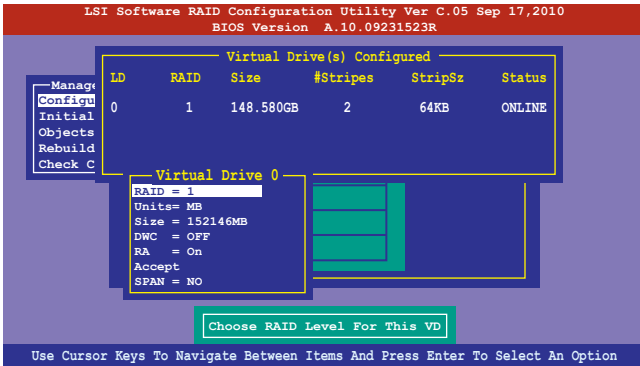 LSI Software RAID Configuration Utility Ver C.05 Sep 17,2010
BIOS Version A.10.09231523R
Virtual Drive(s) Configured
LD RAID Size #Stripes StripSz Status
0 1 148.580GB 2 64KB ONLINE
Manage
Configu
Initial
Objects
Rebuild
Check C
Virtual Drive 0
RAID = 1
Units= MB
Size = 152146MB
DWC = OFF
RA = On
Accept
SPAN = NO
Choose RAID Level For This VD
Use Cursor Keys To Navigate Between Items And Press Enter To Select An Option